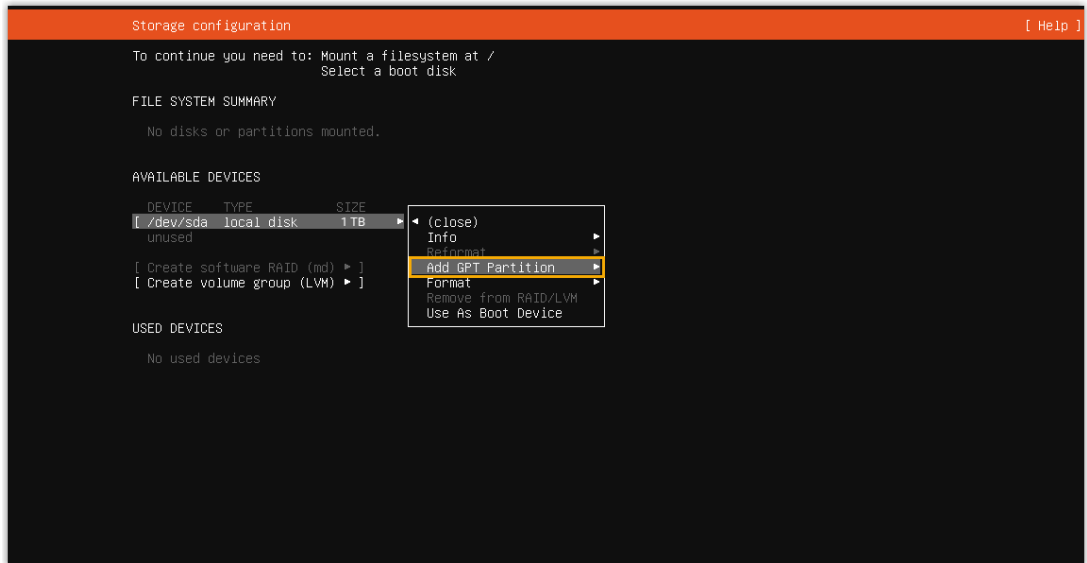 Storage configuration [ Help ]
To continue you need to: Mount a filesystem at /
Select a boot disk
FILE SYSTEM SUMMARY
No disks or partitions mounted.
AVAILABLE DEVICES
DEVICE TYPE SIZE
[ /dev/sda local disk 1 TB ►
unused
[ Create software RAID (md) ► ]
[ Create volume group (LVM) ► ]
◄ (close)
Info ►
Reformat ►
Add GPT Partition ►
Format ►
Remove from RAID/LVM
Use As Boot Device
USED DEVICES
No used devices